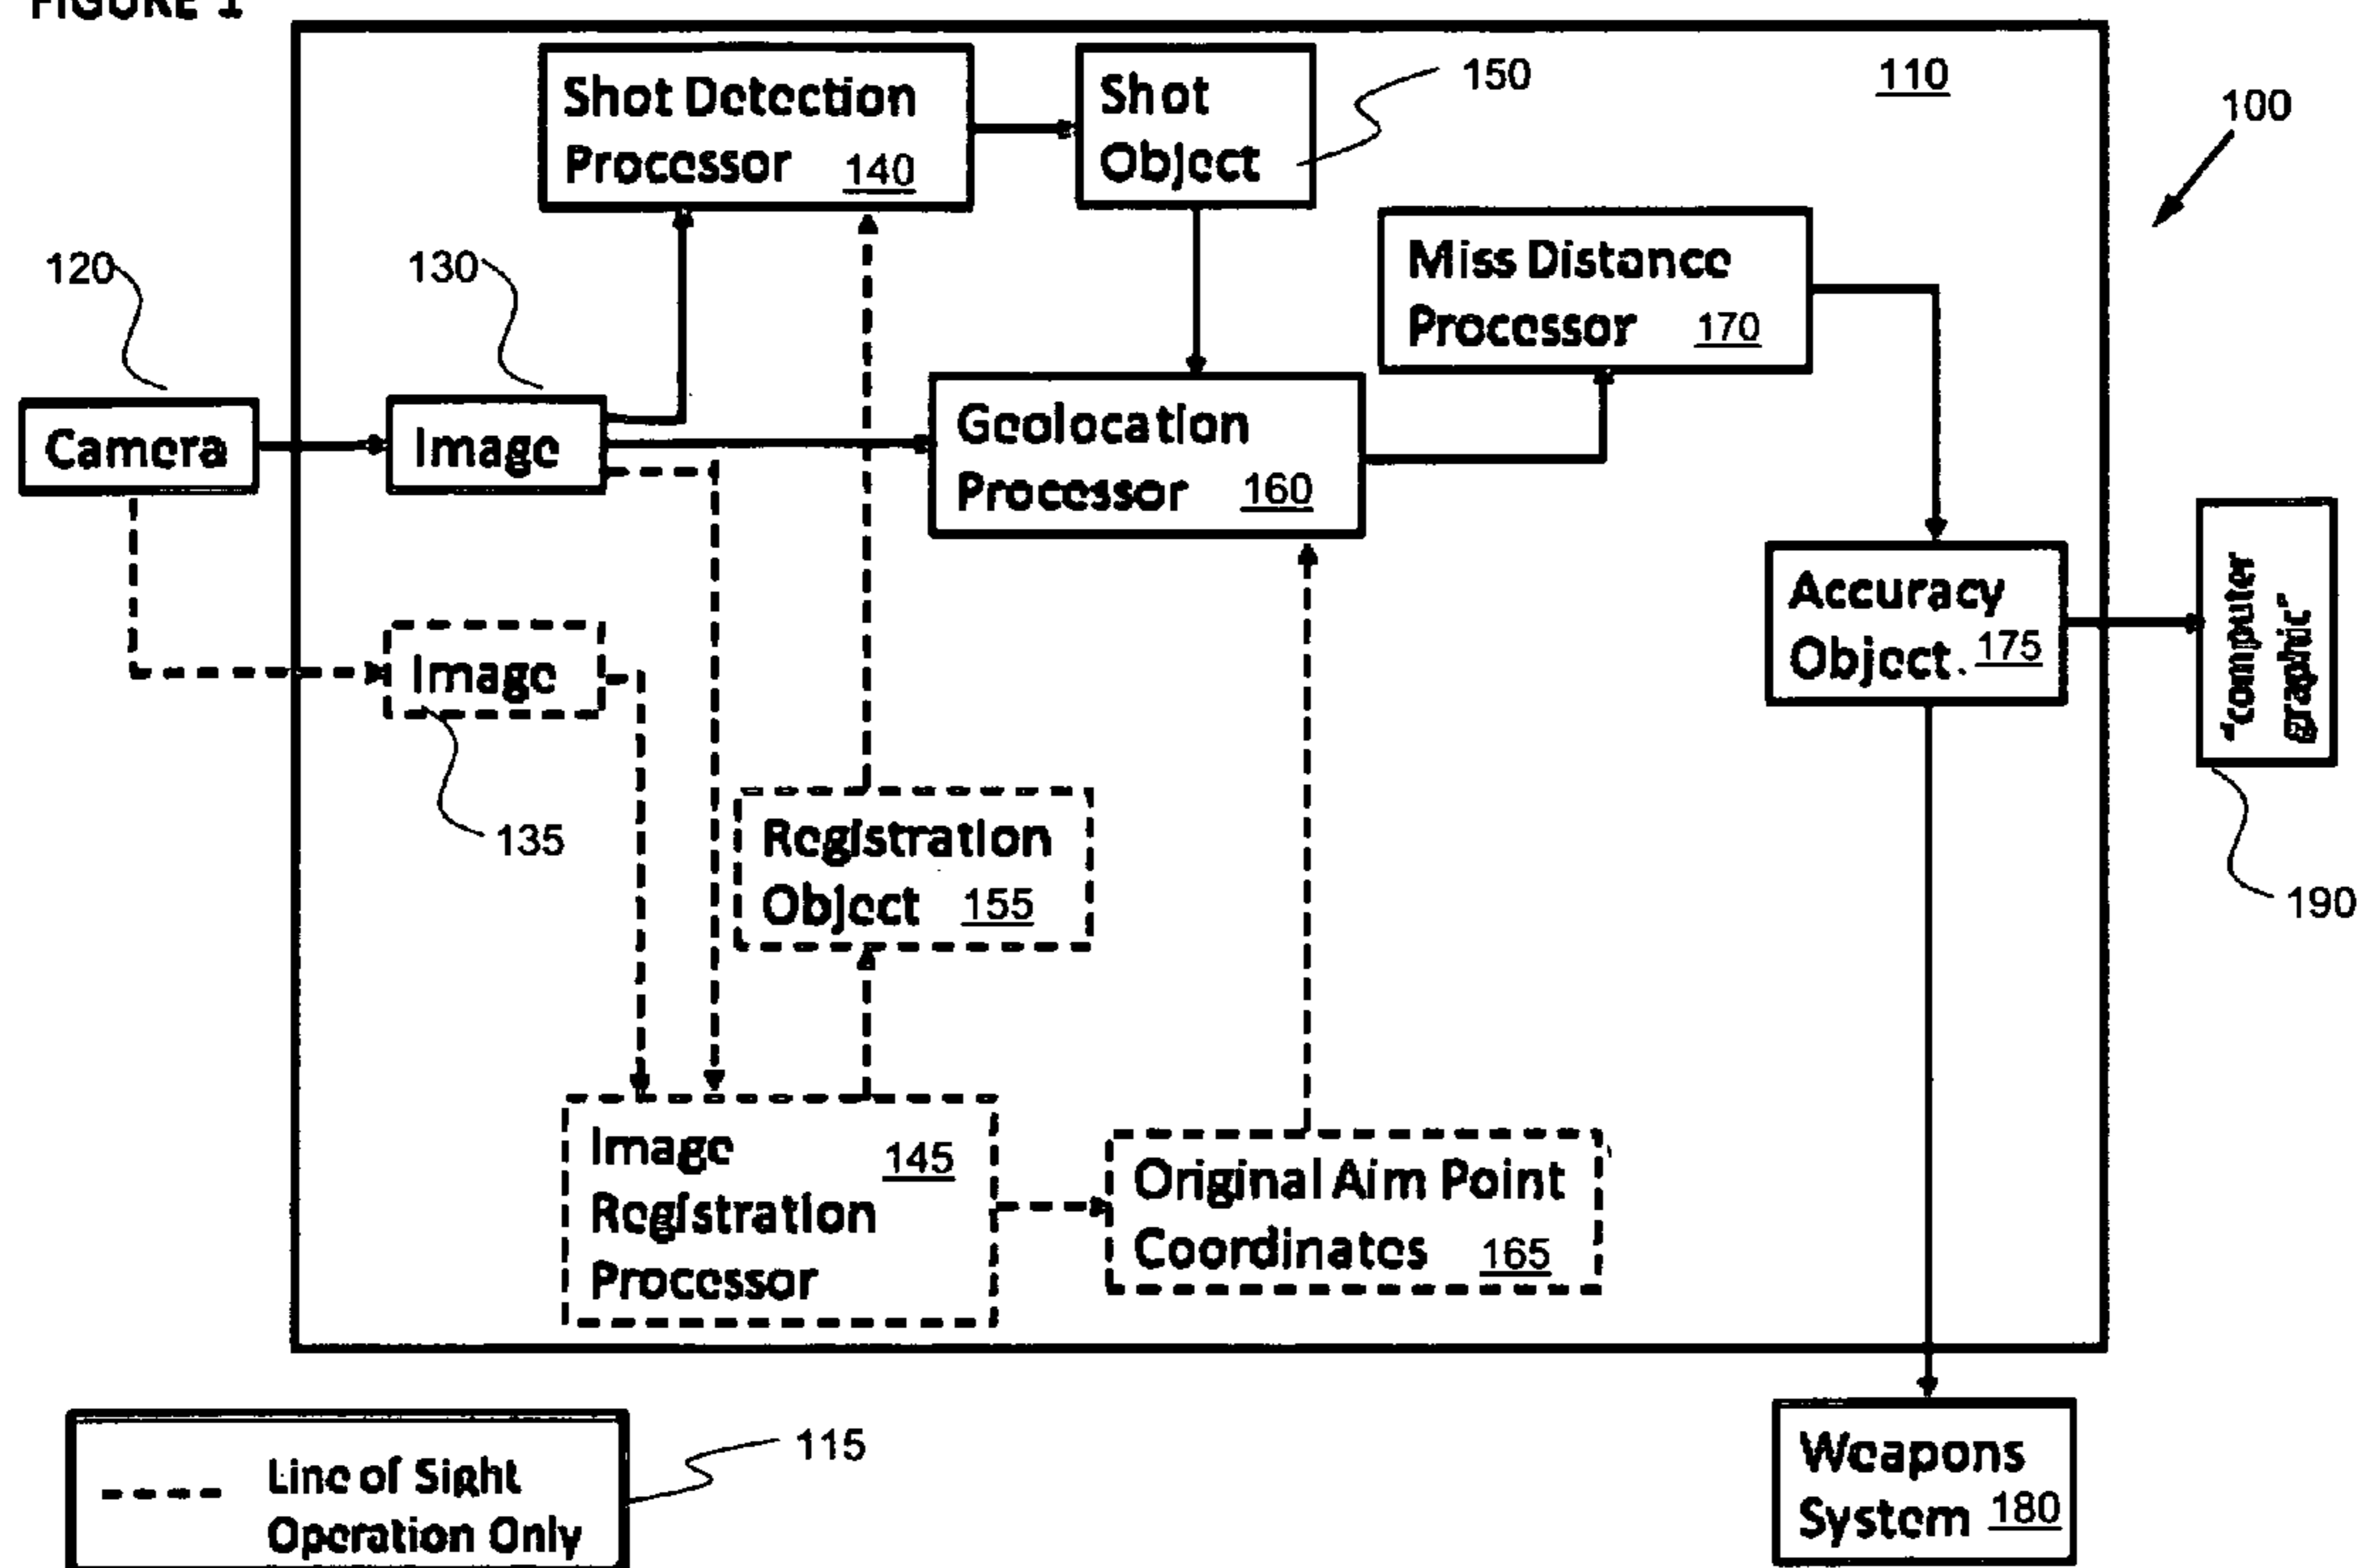 FIGURE 1
110
100
Shot Detection
Processor 140
Shot
Object
150
120
130
Miss Distance
Processor 170
Camera
Image
Geolocation
Processor 160
Image
135
Accuracy
Object. 175
"computer
graphic"
190
Registration
Object 155
Image 145
Registration
Processor
Original Aim Point
Coordinates 165
Line of Sight
Operation Only
115
Weapons
System 180